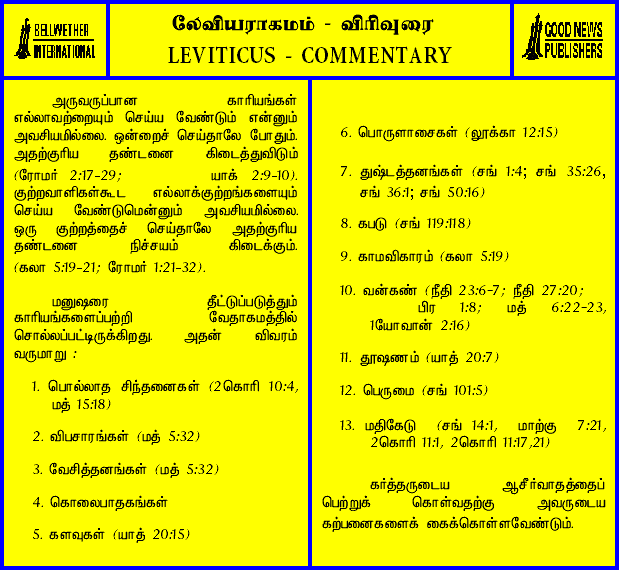 BELLWETHER
INTERNATIONAL
லேவியராகமம் - விரிவுரை
LEVITICUS - COMMENTARY
GOOD NEWS
PUBLISHERS
அருவருப்பான காரியங்கள்
எல்லாவற்றையும் செய்ய வேண்டும் என்னும்
அவசியமில்லை. ஒன்றைச் செய்தாலே போதும்.
அதற்குரிய தண்டனை கிடைத்துவிடும்
(ரோமர் 2:17-29; யாக் 2:9-10).
குற்றவாளிகள்கூட எல்லாக்குற்றங்களையும்
செய்ய வேண்டுமென்னும் அவசியமில்லை.
ஒரு குற்றத்தைச் செய்தாலே அதற்குரிய
தண்டனை நிச்சயம் கிடைக்கும்.
(கலா 5:19-21; ரோமர் 1:21-32).
மனுஷரை தீட்டுப்படுத்தும்
காரியங்களைப்பற்றி வேதாகமத்தில்
சொல்லப்பட்டிருக்கிறது. அதன் விவரம்
வருமாறு :
1. பொல்லாத சிந்தனைகள் (2கொரி 10:4,
மத் 15:18)
2. விபசாரங்கள் (மத் 5:32)
3. வேசித்தனங்கள் (மத் 5:32)
4. கொலைபாதகங்கள்
5. களவுகள் (யாத் 20:15)
6. பொருளாசைகள் (லூக்கா 12:15)
7. துஷ்டத்தனங்கள் (சங் 1:4; சங் 35:26,
சங் 36:1; சங் 50:16)
8. கபடு (சங் 119:118)
9. காமவிகாரம் (கலா 5:19)
10. வன்கண் (நீதி 23:6-7; நீதி 27:20;
பிர 1:8; மத் 6:22-23,
1யோவான் 2:16)
11. தூஷணம் (யாத் 20:7)
12. பெருமை (சங் 101:5)
13. மதிகேடு (சங் 14:1, மாற்கு 7:21,
2கொரி 11:1, 2கொரி 11:17,21)
கர்த்தருடைய ஆசீர்வாதத்தைப்
பெற்றுக் கொள்வதற்கு அவருடைய
கற்பனைகளைக் கைக்கொள்ளவேண்டும்.